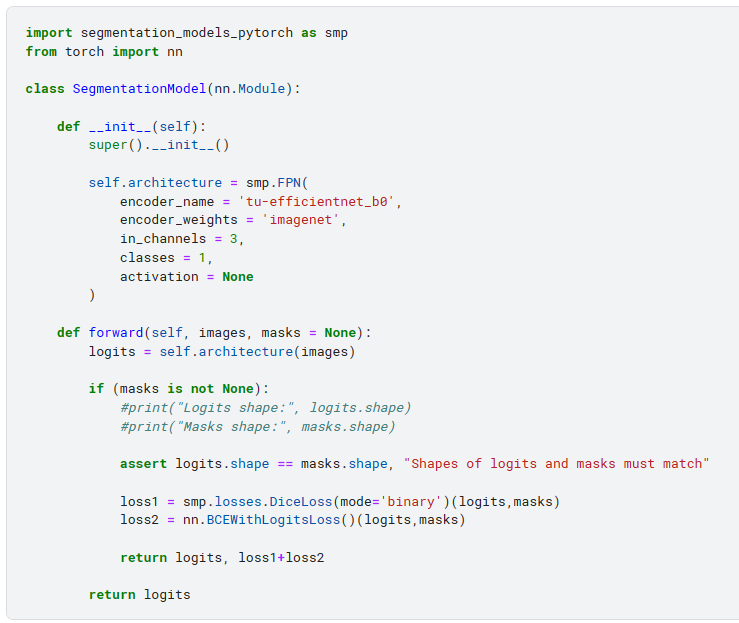 import segmentation_models_pytorch as smp
from torch import nn

class SegmentationModel(nn.Module):

    def __init__(self):
        super().__init__()

        self.architecture = smp.FPN(
            encoder_name = 'tu-efficientnet_b0',
            encoder_weights = 'imagenet',
            in_channels = 3,
            classes = 1,
            activation = None
        )

    def forward(self, images, masks = None):
        logits = self.architecture(images)

        if (masks is not None):
            #print("Logits shape:", logits.shape)
            #print("Masks shape:", masks.shape)

            assert logits.shape == masks.shape, "Shapes of logits and masks must match"

            loss1 = smp.losses.DiceLoss(mode='binary')(logits,masks)
            loss2 = nn.BCEWithLogitsLoss()(logits,masks)

            return logits, loss1+loss2

        return logits